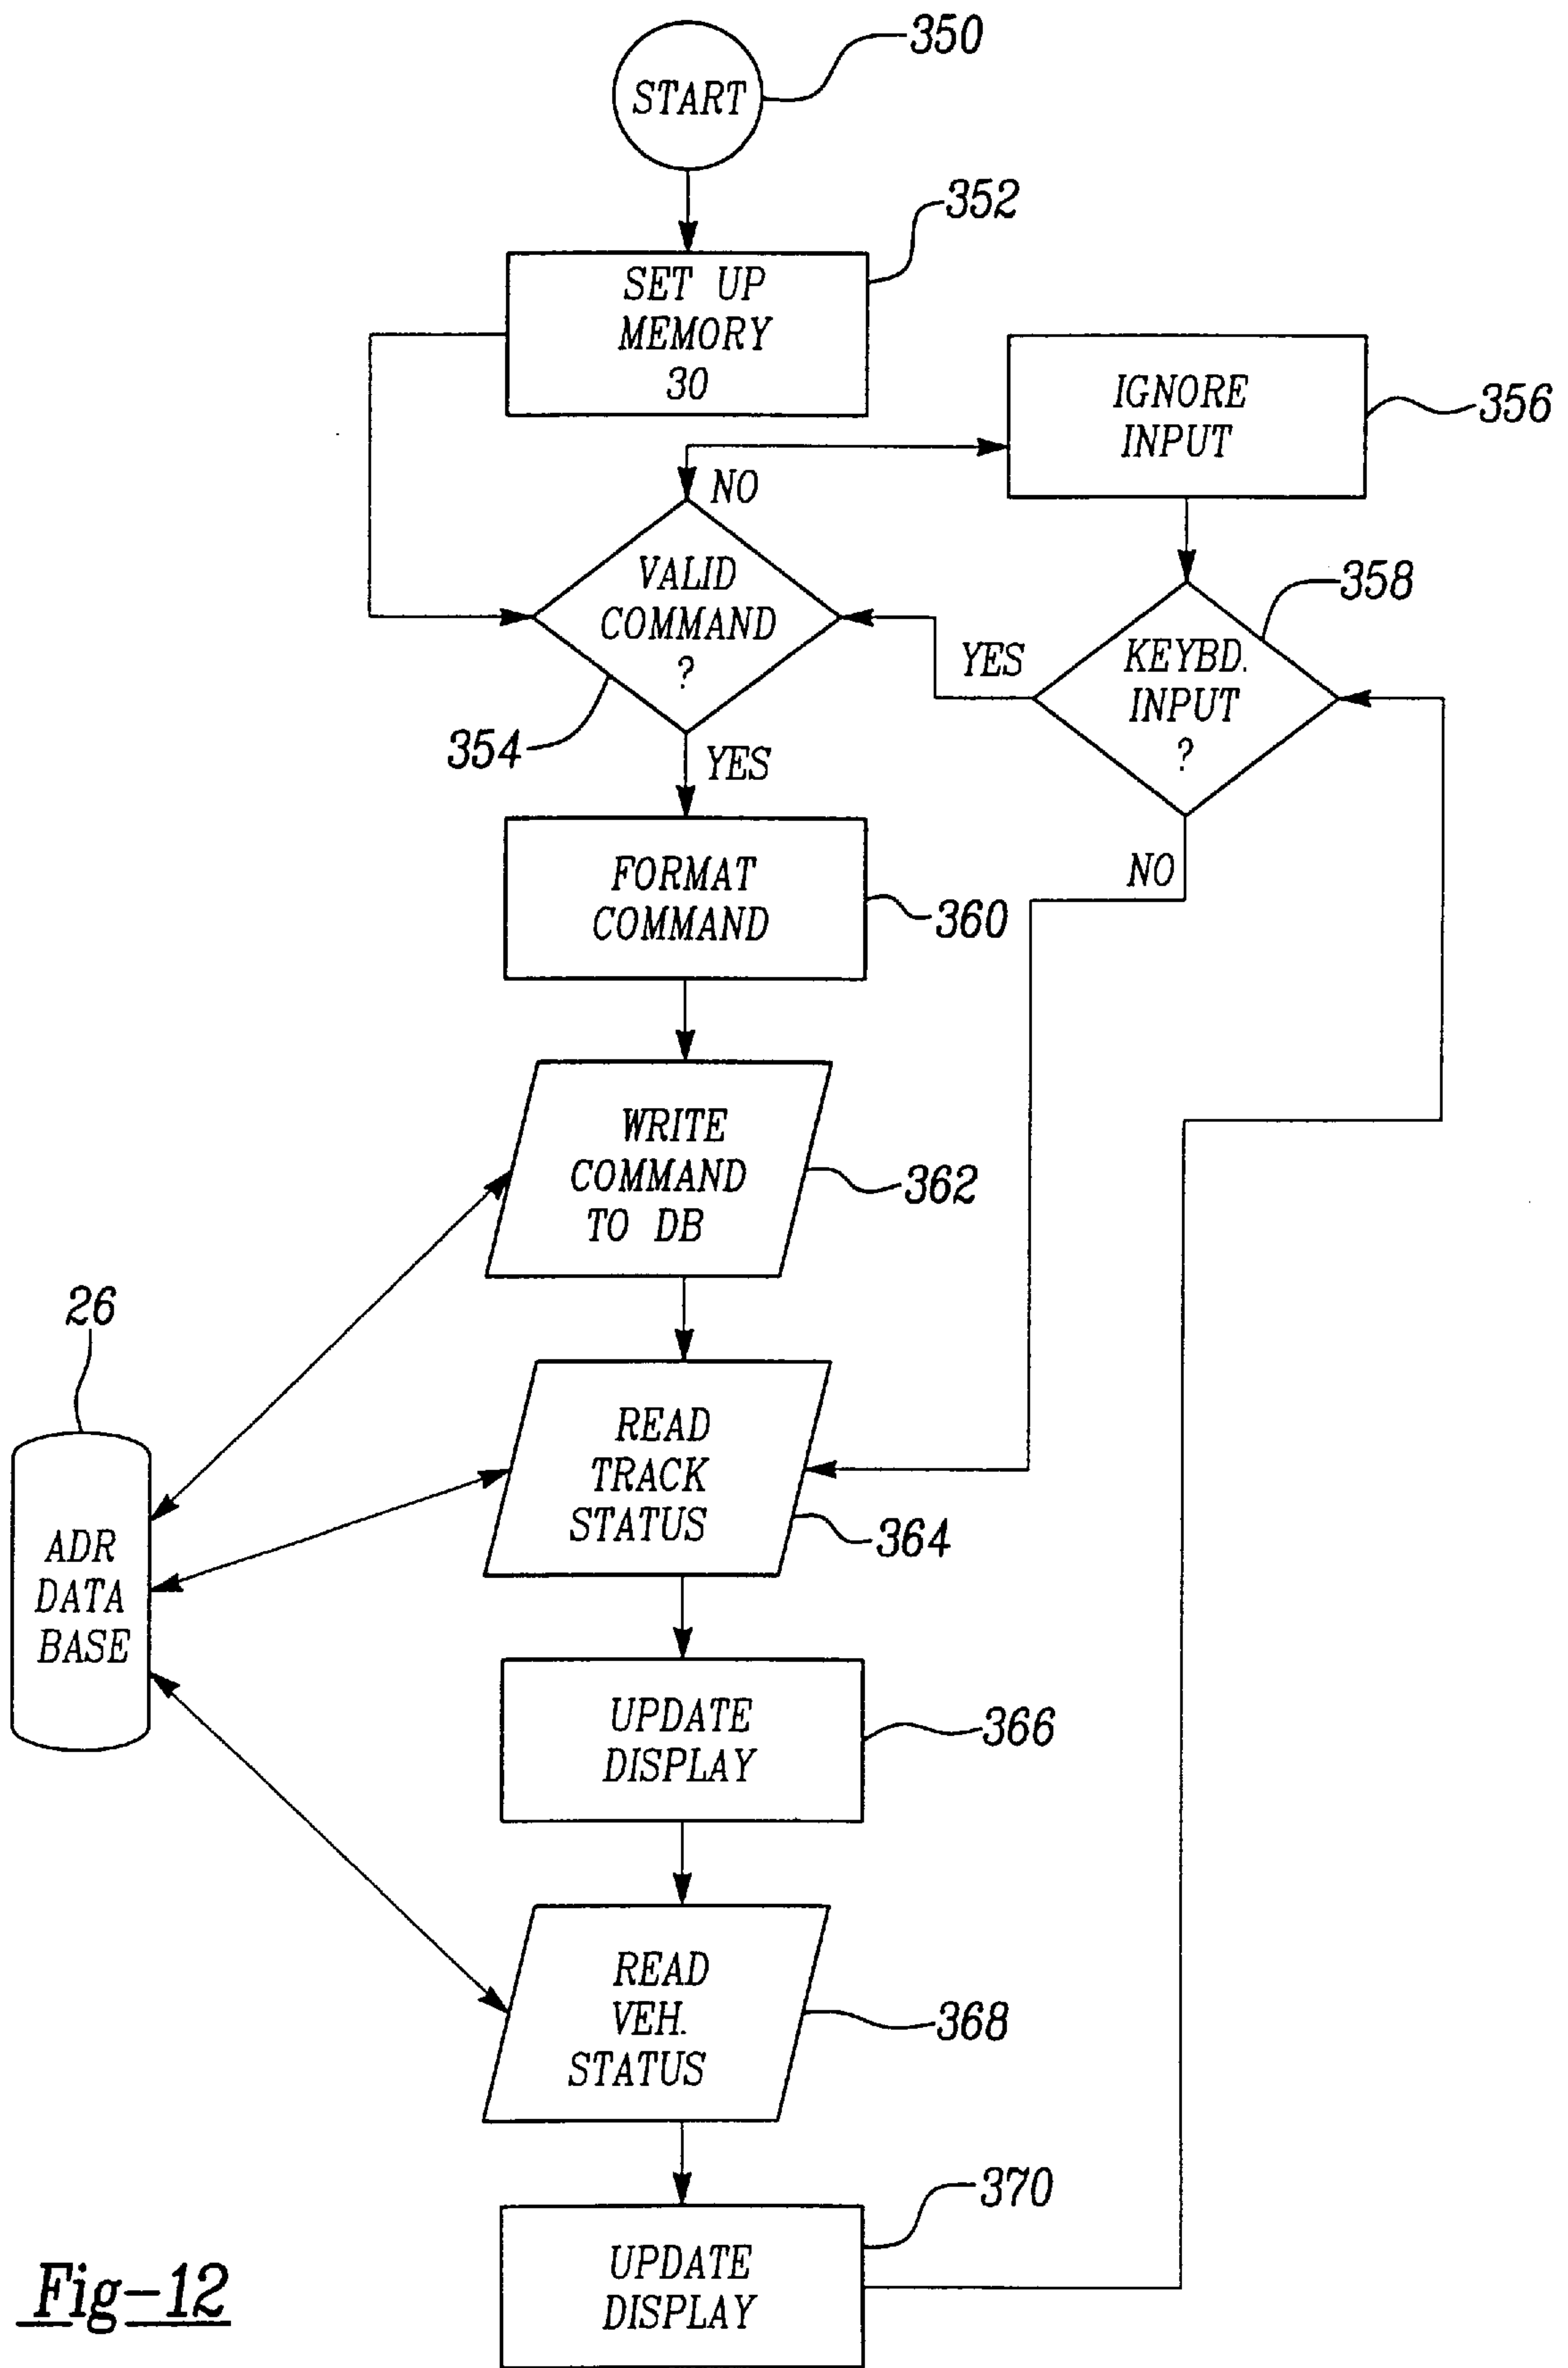 350
START
352
SET UP
MEMORY
30
IGNORE
INPUT
356
NO
VALID
COMMAND
?
354
358
YES
KEYBD.
INPUT
?
YES
NO
FORMAT
COMMAND
360
WRITE
COMMAND
TO DB
362
26
ADR
DATA
BASE
READ
TRACK
STATUS
364
UPDATE
DISPLAY
366
READ
VEH.
STATUS
368
370
UPDATE
DISPLAY
Fig-12